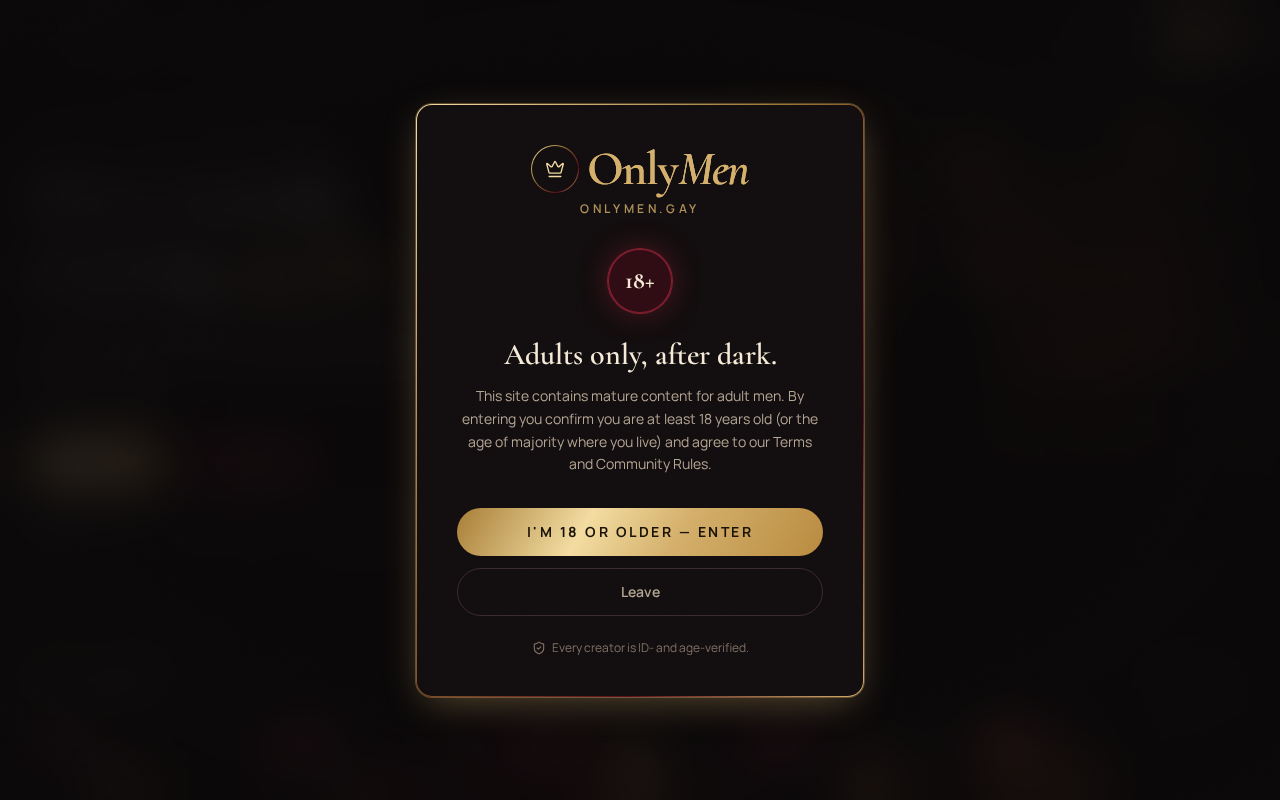 OnlyMen
ONLYMEN.GAY
18+
Adults only, after dark.
This site contains mature content for adult men. By
entering you confirm you are at least 18 years old (or the
age of majority where you live) and agree to our Terms
and Community Rules.
I'M 18 OR OLDER — ENTER
Leave
Every creator is ID- and age-verified.